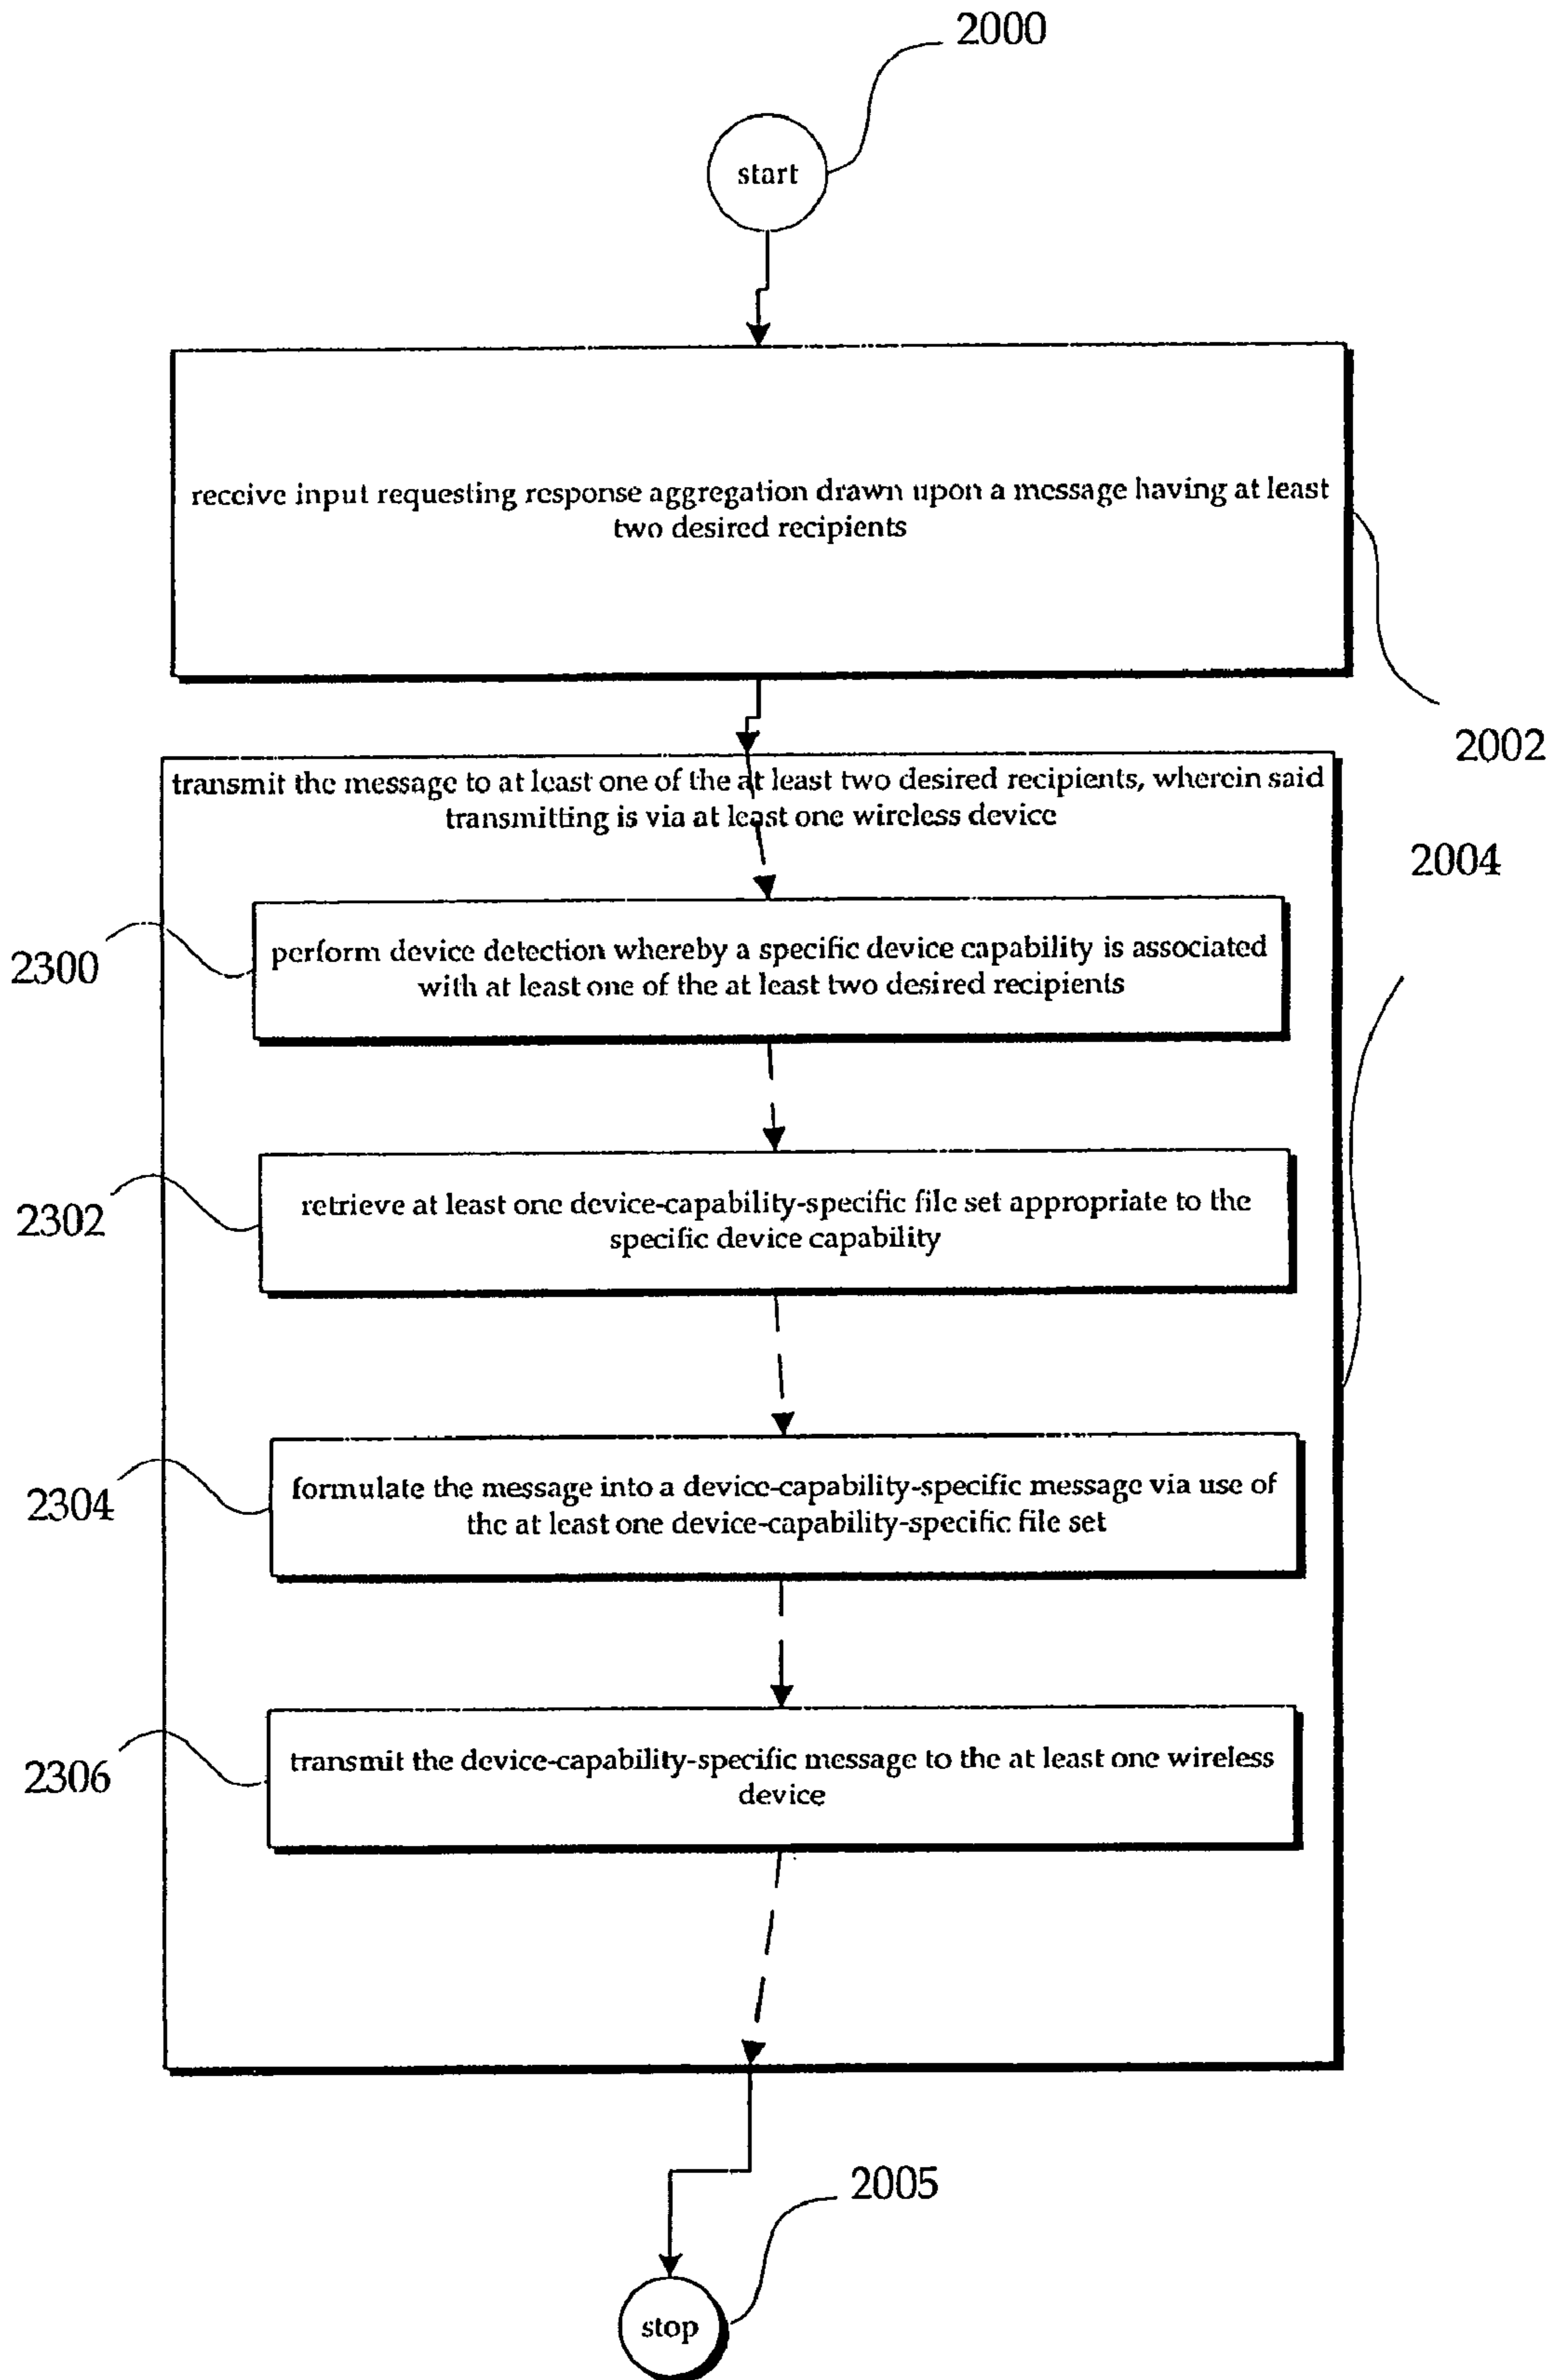 2000
start
receive input requesting response aggregation drawn upon a message having at least
two desired recipients
2002
transmit the message to at least one of the at least two desired recipients, wherein said
transmitting is via at least one wireless device
2004
2300
perform device detection whereby a specific device capability is associated
with at least one of the at least two desired recipients
2302
retrieve at least one device-capability-specific file set appropriate to the
specific device capability
2304
formulate the message into a device-capability-specific message via use of
the at least one device-capability-specific file set
2306
transmit the device-capability-specific message to the at least one wireless
device
2005
stop